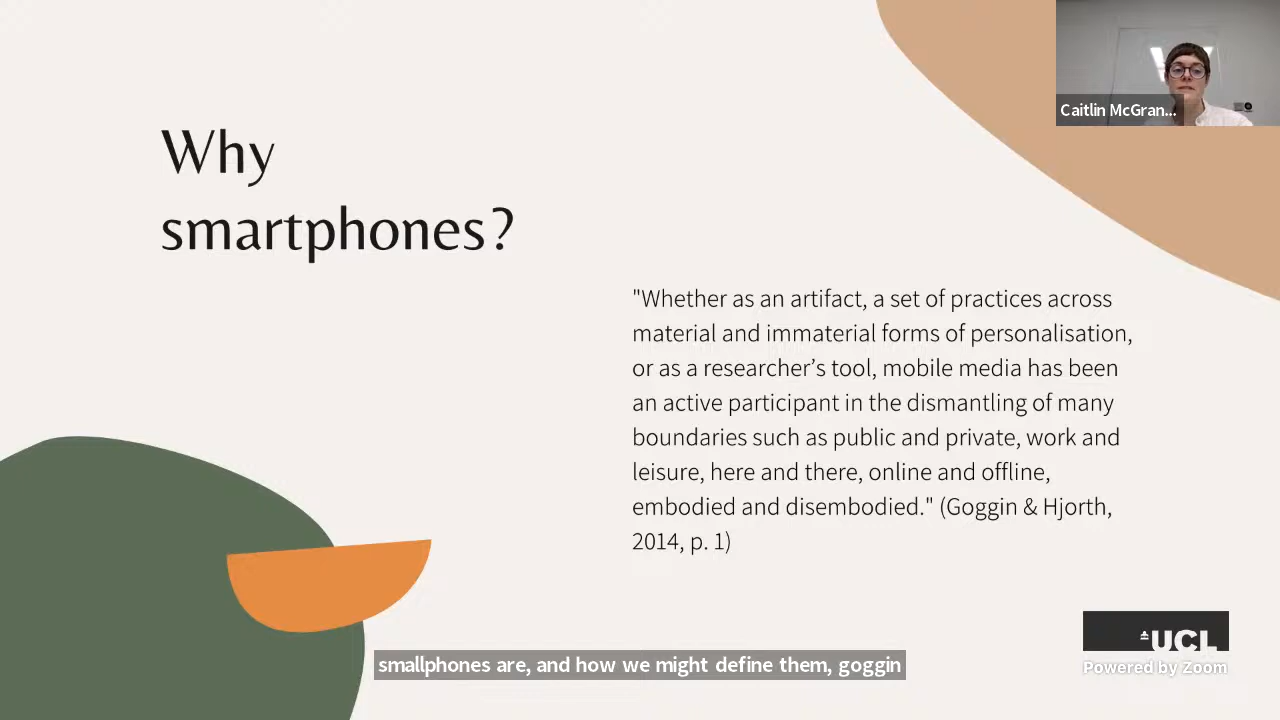 Caitlin McGran...
Why
smartphones?
"Whether as an artifact, a set of practices across
material and immaterial forms of personalisation,
or as a researcher’s tool, mobile media has been
an active participant in the dismantling of many
boundaries such as public and private, work and
leisure, here and there, online and offline,
embodied and disembodied." (Goggin & Hjorth,
2014, p. 1)
UCL
Powered by Zoom
smallphones are, and how we might define them, goggin